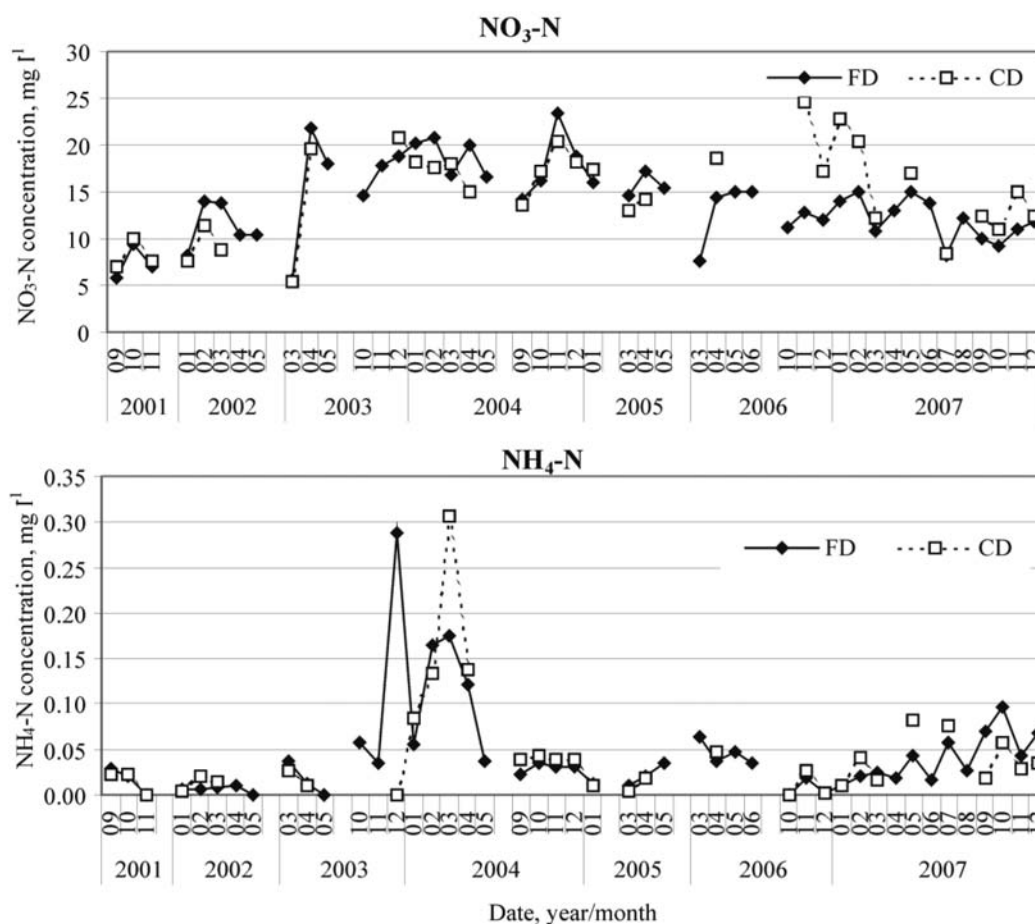 NO₃-N
NO₃-N concentration, mg l¹
30
25
20
15
10
5
0
FD CD
09 10 11 01 02 03 04 05 03 04 05 10 11 12 01 02 03 04 05 09 10 11 12 01 03 04 05 03 04 05 06 10 11 12 01 02 03 04 05 06 07 08 09 10 11 12
2001 2002 2003 2004 2005 2006 2007
NH₄-N
NH₄-N concentration, mg l¹
0.35
0.30
0.25
0.20
0.15
0.10
0.05
0.00
FD CD
09 10 11 01 02 03 04 05 03 04 05 10 11 12 01 02 03 04 05 09 10 11 12 01 03 04 05 03 04 05 06 10 11 12 01 02 03 04 05 06 07 08 09 10 11 12
2001 2002 2003 2004 2005 2006 2007
Date, year/month